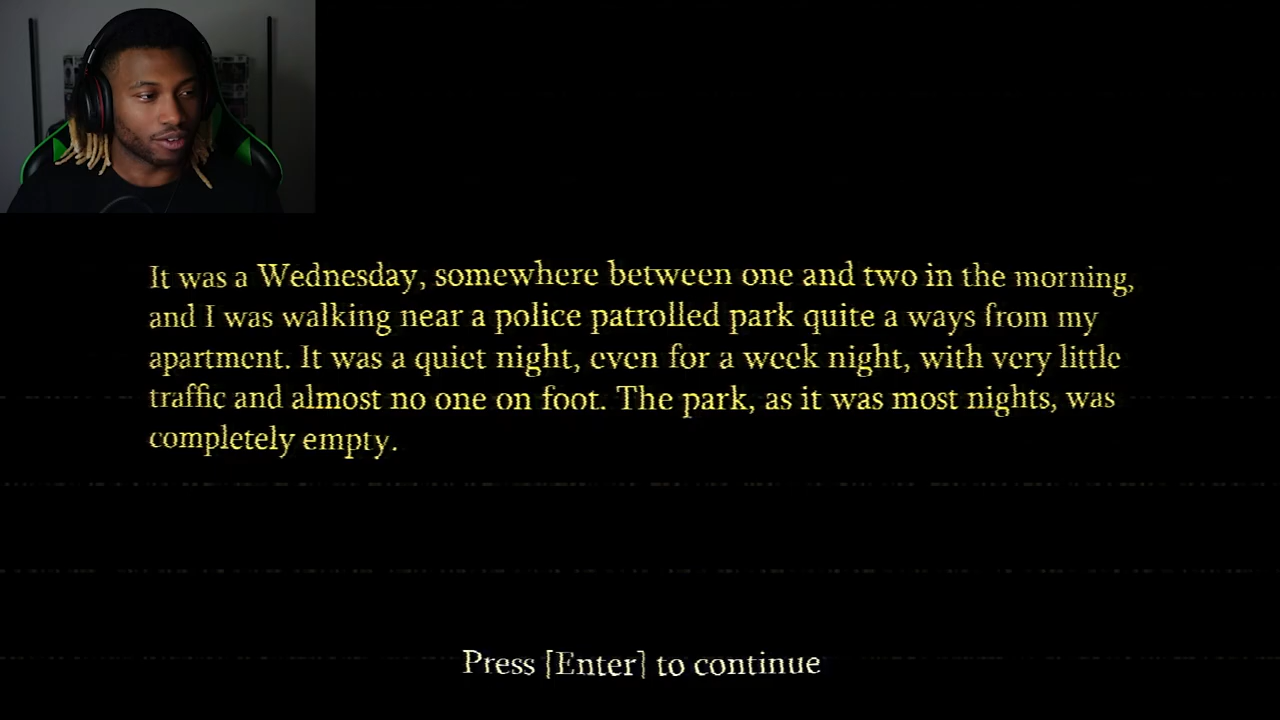 It was a Wednesday, somewhere between one and two in the morning,
and I was walking near a police patrolled park quite a ways from my
apartment. It was a quiet night, even for a week night, with very little
traffic and almost no one on foot. The park, as it was most nights, was
completely empty.
Press [Enter] to continue